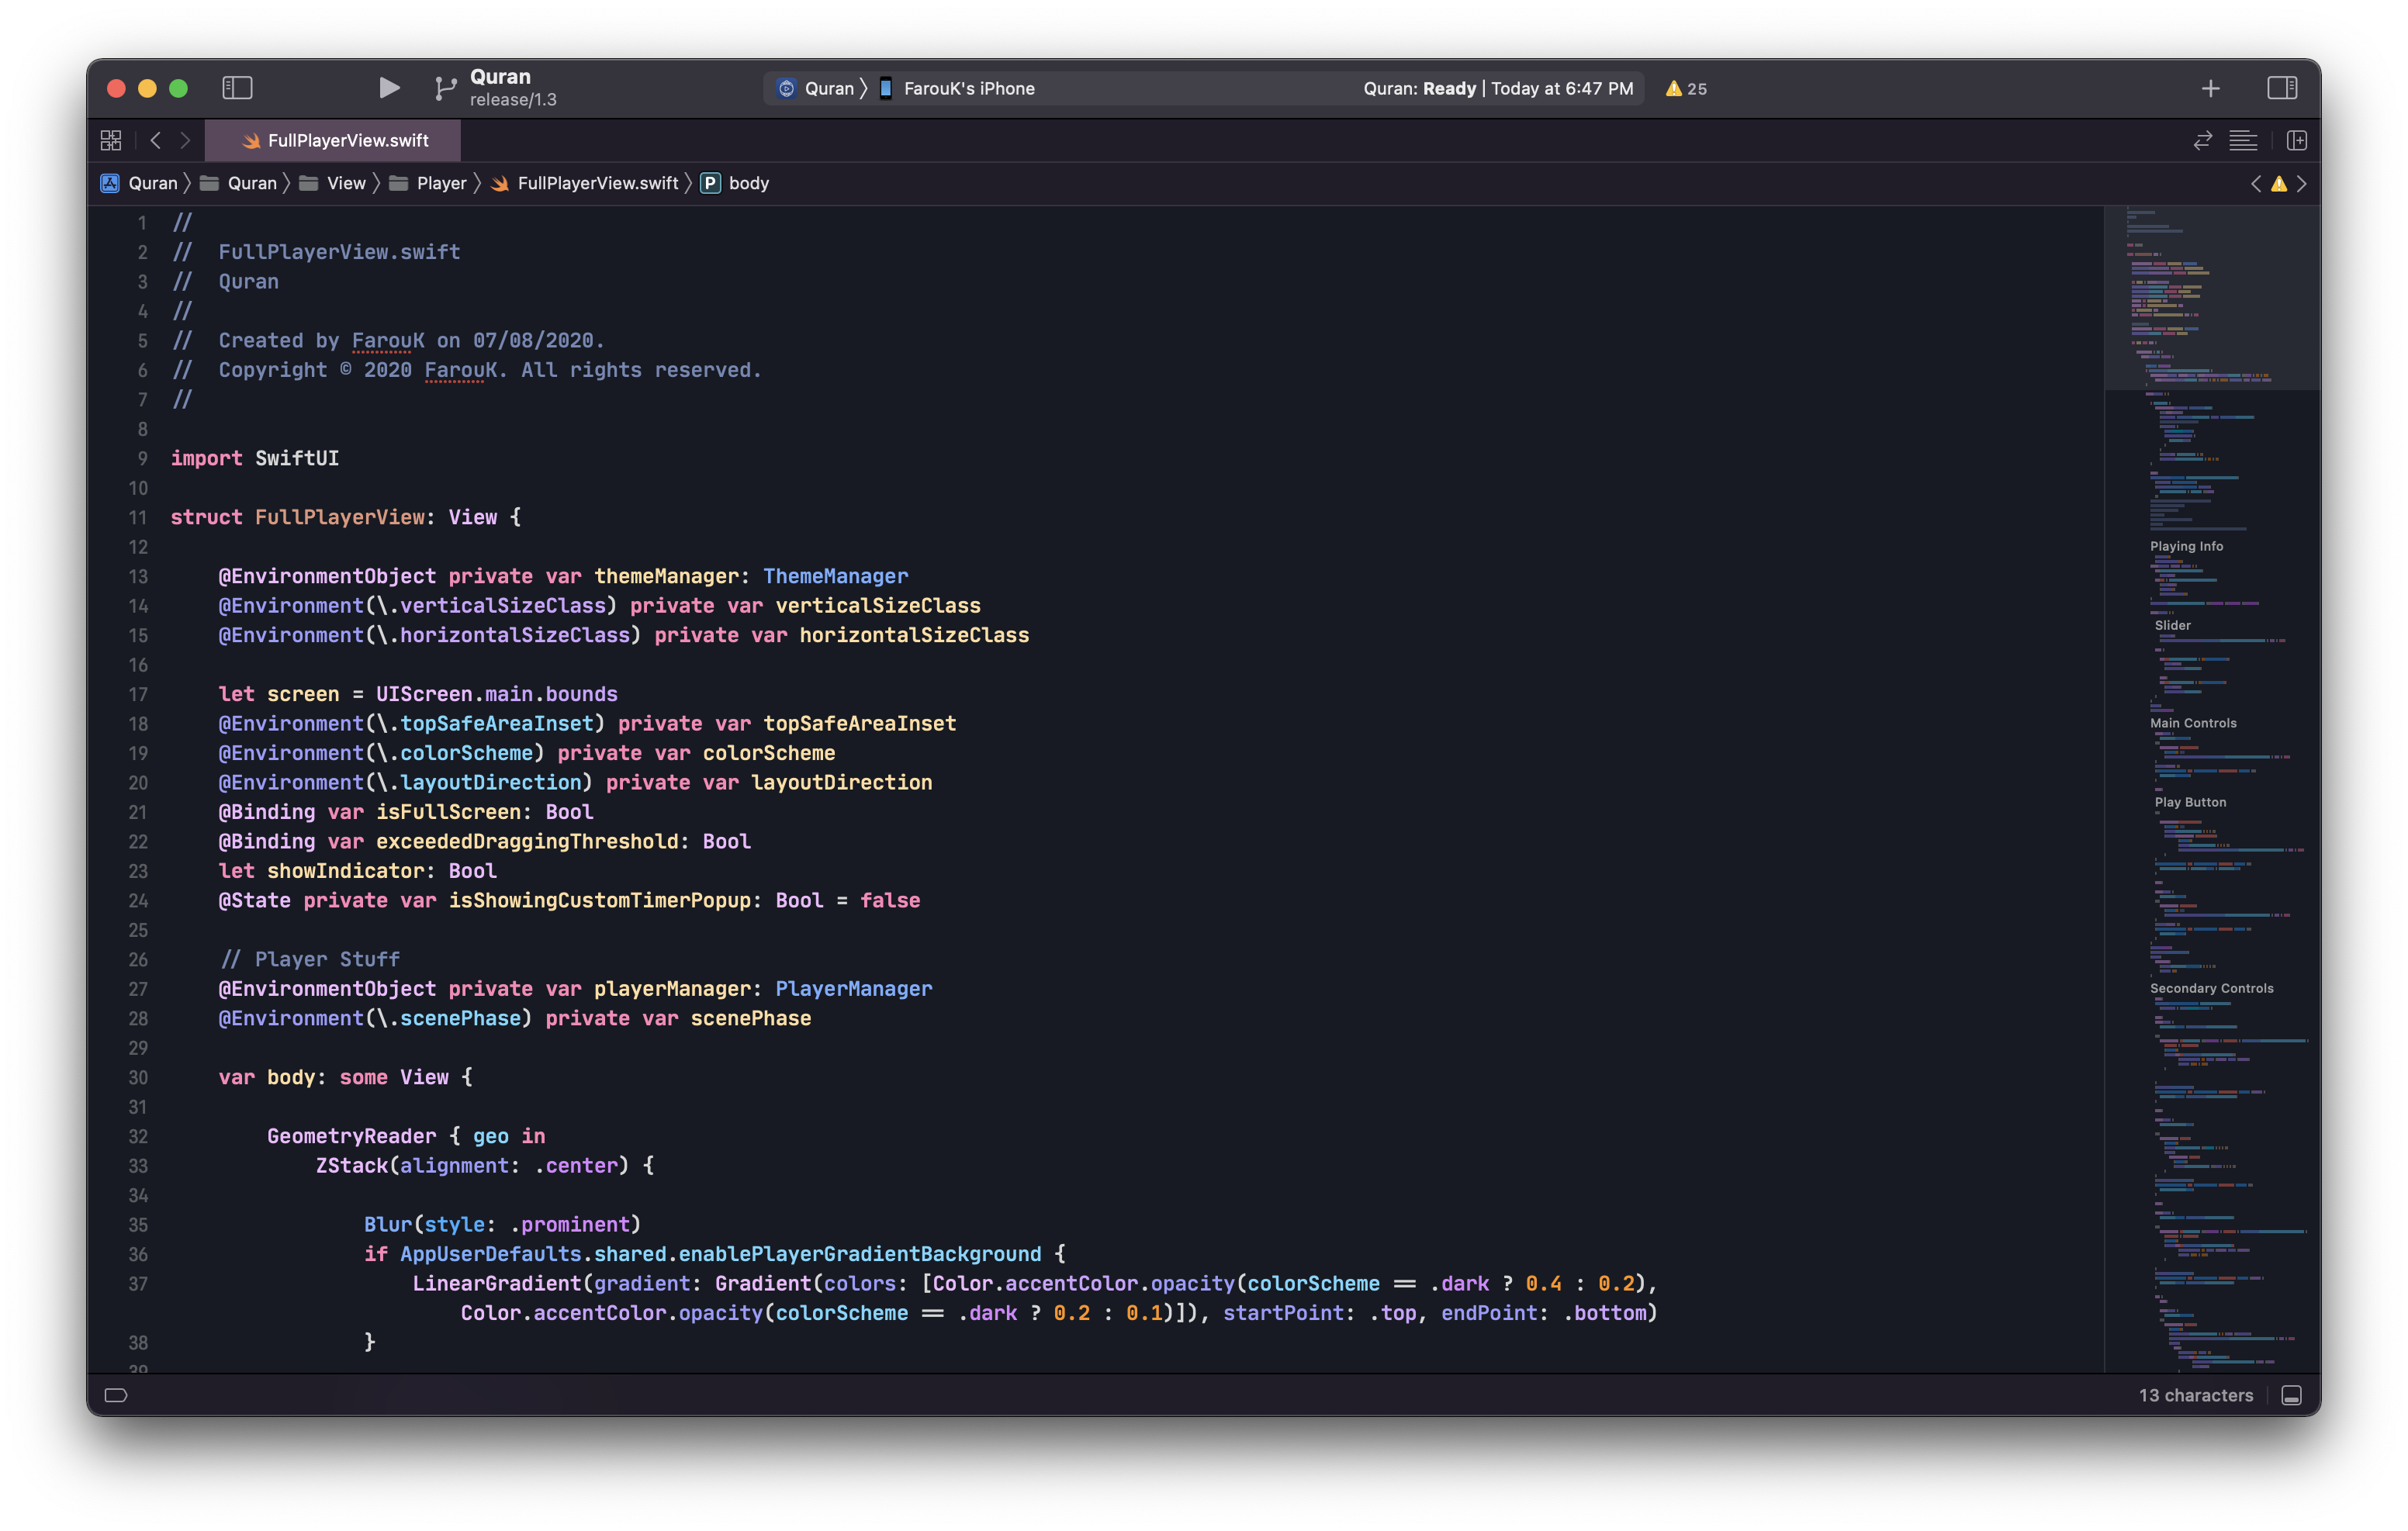 Quran
release/1.3
Quran 〉 FarouK's iPhone
Quran: Ready | Today at 6:47 PM
25
FullPlayerView.swift
Quran 〉 Quran 〉 View 〉 Player 〉 FullPlayerView.swift 〉 P body
1 //
2 //  FullPlayerView.swift
3 //  Quran
4 //
5 //  Created by FarouK on 07/08/2020.
6 //  Copyright © 2020 FarouK. All rights reserved.
7 //
8
9 import SwiftUI
10
11 struct FullPlayerView: View {
12
13     @EnvironmentObject private var themeManager: ThemeManager
14     @Environment(\.verticalSizeClass) private var verticalSizeClass
15     @Environment(\.horizontalSizeClass) private var horizontalSizeClass
16
17     let screen = UIScreen.main.bounds
18     @Environment(\.topSafeAreaInset) private var topSafeAreaInset
19     @Environment(\.colorScheme) private var colorScheme
20     @Environment(\.layoutDirection) private var layoutDirection
21     @Binding var isFullScreen: Bool
22     @Binding var exceededDraggingThreshold: Bool
23     let showIndicator: Bool
24     @State private var isShowingCustomTimerPopup: Bool = false
25
26     // Player Stuff
27     @EnvironmentObject private var playerManager: PlayerManager
28     @Environment(\.scenePhase) private var scenePhase
29
30     var body: some View {
31
32         GeometryReader { geo in
33             ZStack(alignment: .center) {
34
35                 Blur(style: .prominent)
36                 if AppUserDefaults.shared.enablePlayerGradientBackground {
37                     LinearGradient(gradient: Gradient(colors: [Color.accentColor.opacity(colorScheme == .dark ? 0.4 : 0.2),
                        Color.accentColor.opacity(colorScheme == .dark ? 0.2 : 0.1)]), startPoint: .top, endPoint: .bottom)
38                 }
39
Playing Info
Slider
Main Controls
Play Button
Secondary Controls
13 characters